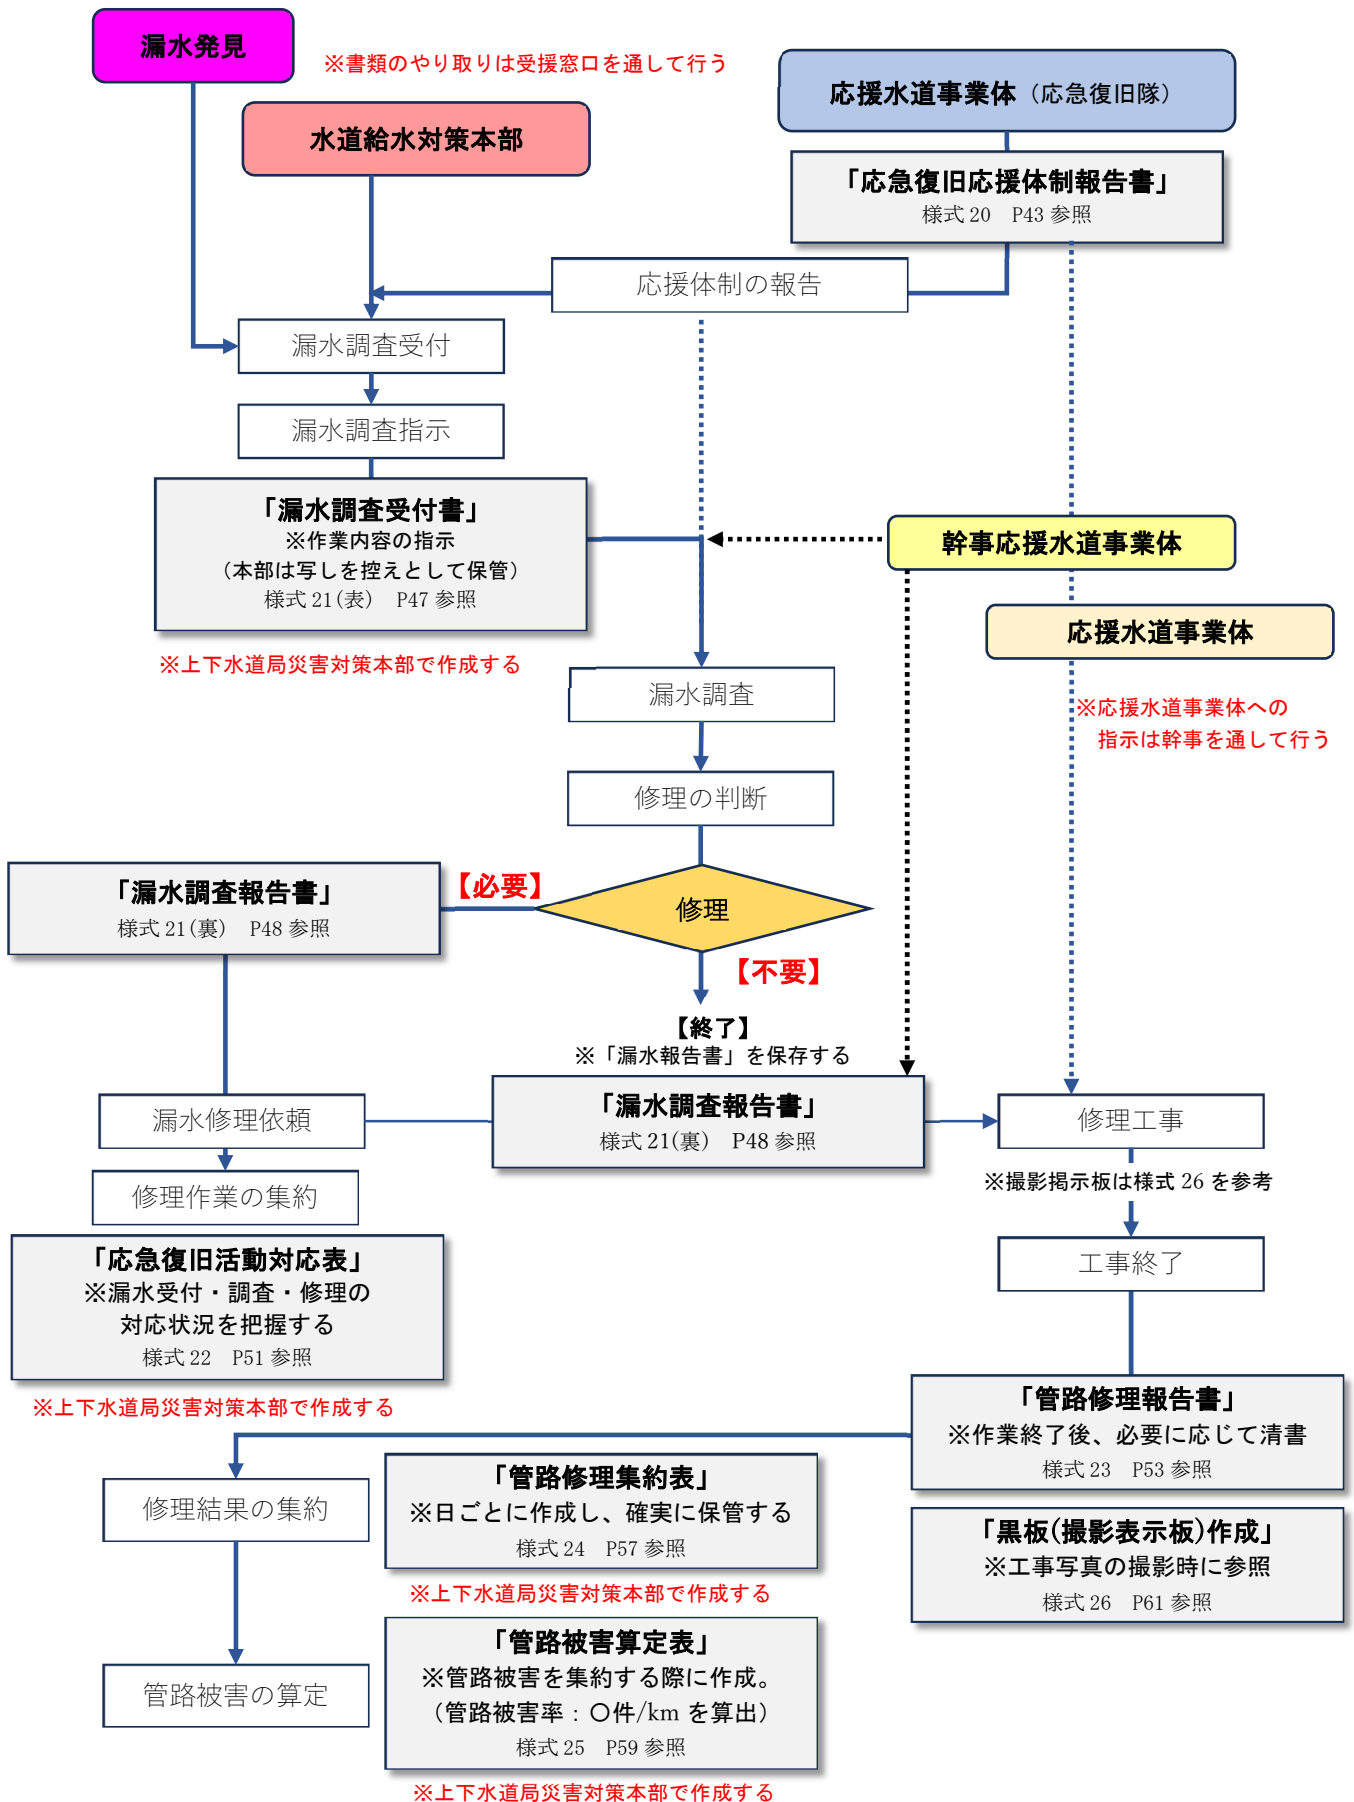 漏水発見
※書類のやり取りは受援窓口を通して行う
水道給水対策本部
応援水道事業体（応急復旧隊）
「応急復旧応援体制報告書」
様式 20　P43 参照
応援体制の報告
漏水調査受付
漏水調査指示
「漏水調査受付書」
※作業内容の指示
（本部は写しを控えとして保管）
様式 21(表)　P47 参照
※上下水道局災害対策本部で作成する
幹事応援水道事業体
応援水道事業体
※応援水道事業体への
指示は幹事を通して行う
漏水調査
修理の判断
修理
【必要】
「漏水調査報告書」
様式 21(裏)　P48 参照
【不要】
【終了】
※「漏水報告書」を保存する
漏水修理依頼
「漏水調査報告書」
様式 21(裏)　P48 参照
修理工事
※撮影掲示板は様式 26 を参考
修理作業の集約
「応急復旧活動対応表」
※漏水受付・調査・修理の
対応状況を把握する
様式 22　P51 参照
※上下水道局災害対策本部で作成する
工事終了
「管路修理報告書」
※作業終了後、必要に応じて清書
様式 23　P53 参照
修理結果の集約
「管路修理集約表」
※日ごとに作成し、確実に保管する
様式 24　P57 参照
※上下水道局災害対策本部で作成する
「黒板(撮影表示板)作成」
※工事写真の撮影時に参照
様式 26　P61 参照
管路被害の算定
「管路被害算定表」
※管路被害を集約する際に作成。
（管路被害率：〇件/km を算出）
様式 25　P59 参照
※上下水道局災害対策本部で作成する